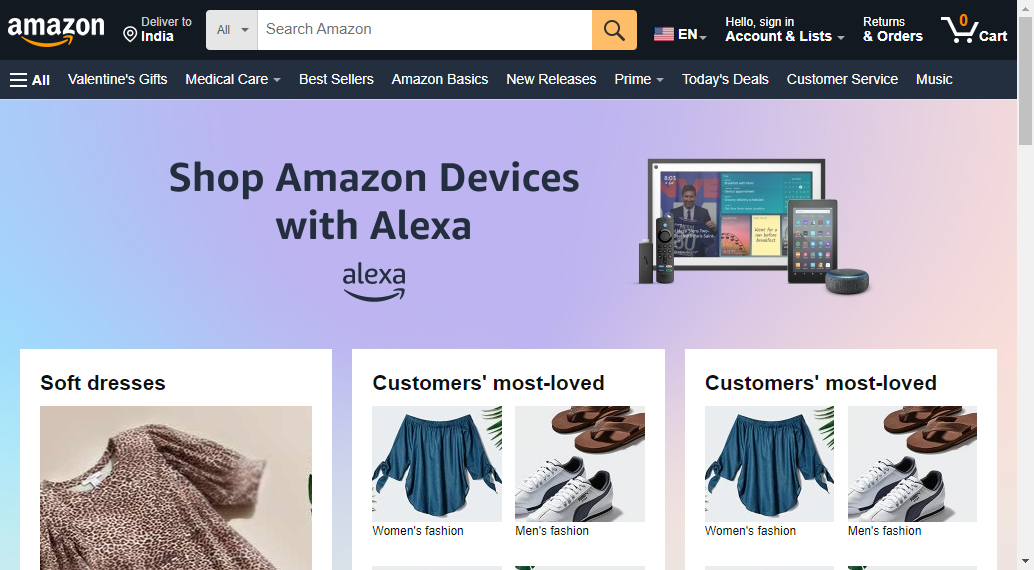 amazon
Deliver to
India
All
Search Amazon
EN
Hello, sign in
Account & Lists
Returns
& Orders
0
Cart
All
Valentine's Gifts
Medical Care
Best Sellers
Amazon Basics
New Releases
Prime
Today's Deals
Customer Service
Music
Shop Amazon Devices
with Alexa
alexa
8:03
Soft dresses
Customers' most-loved
Women's fashion
Men's fashion
Customers' most-loved
Women's fashion
Men's fashion